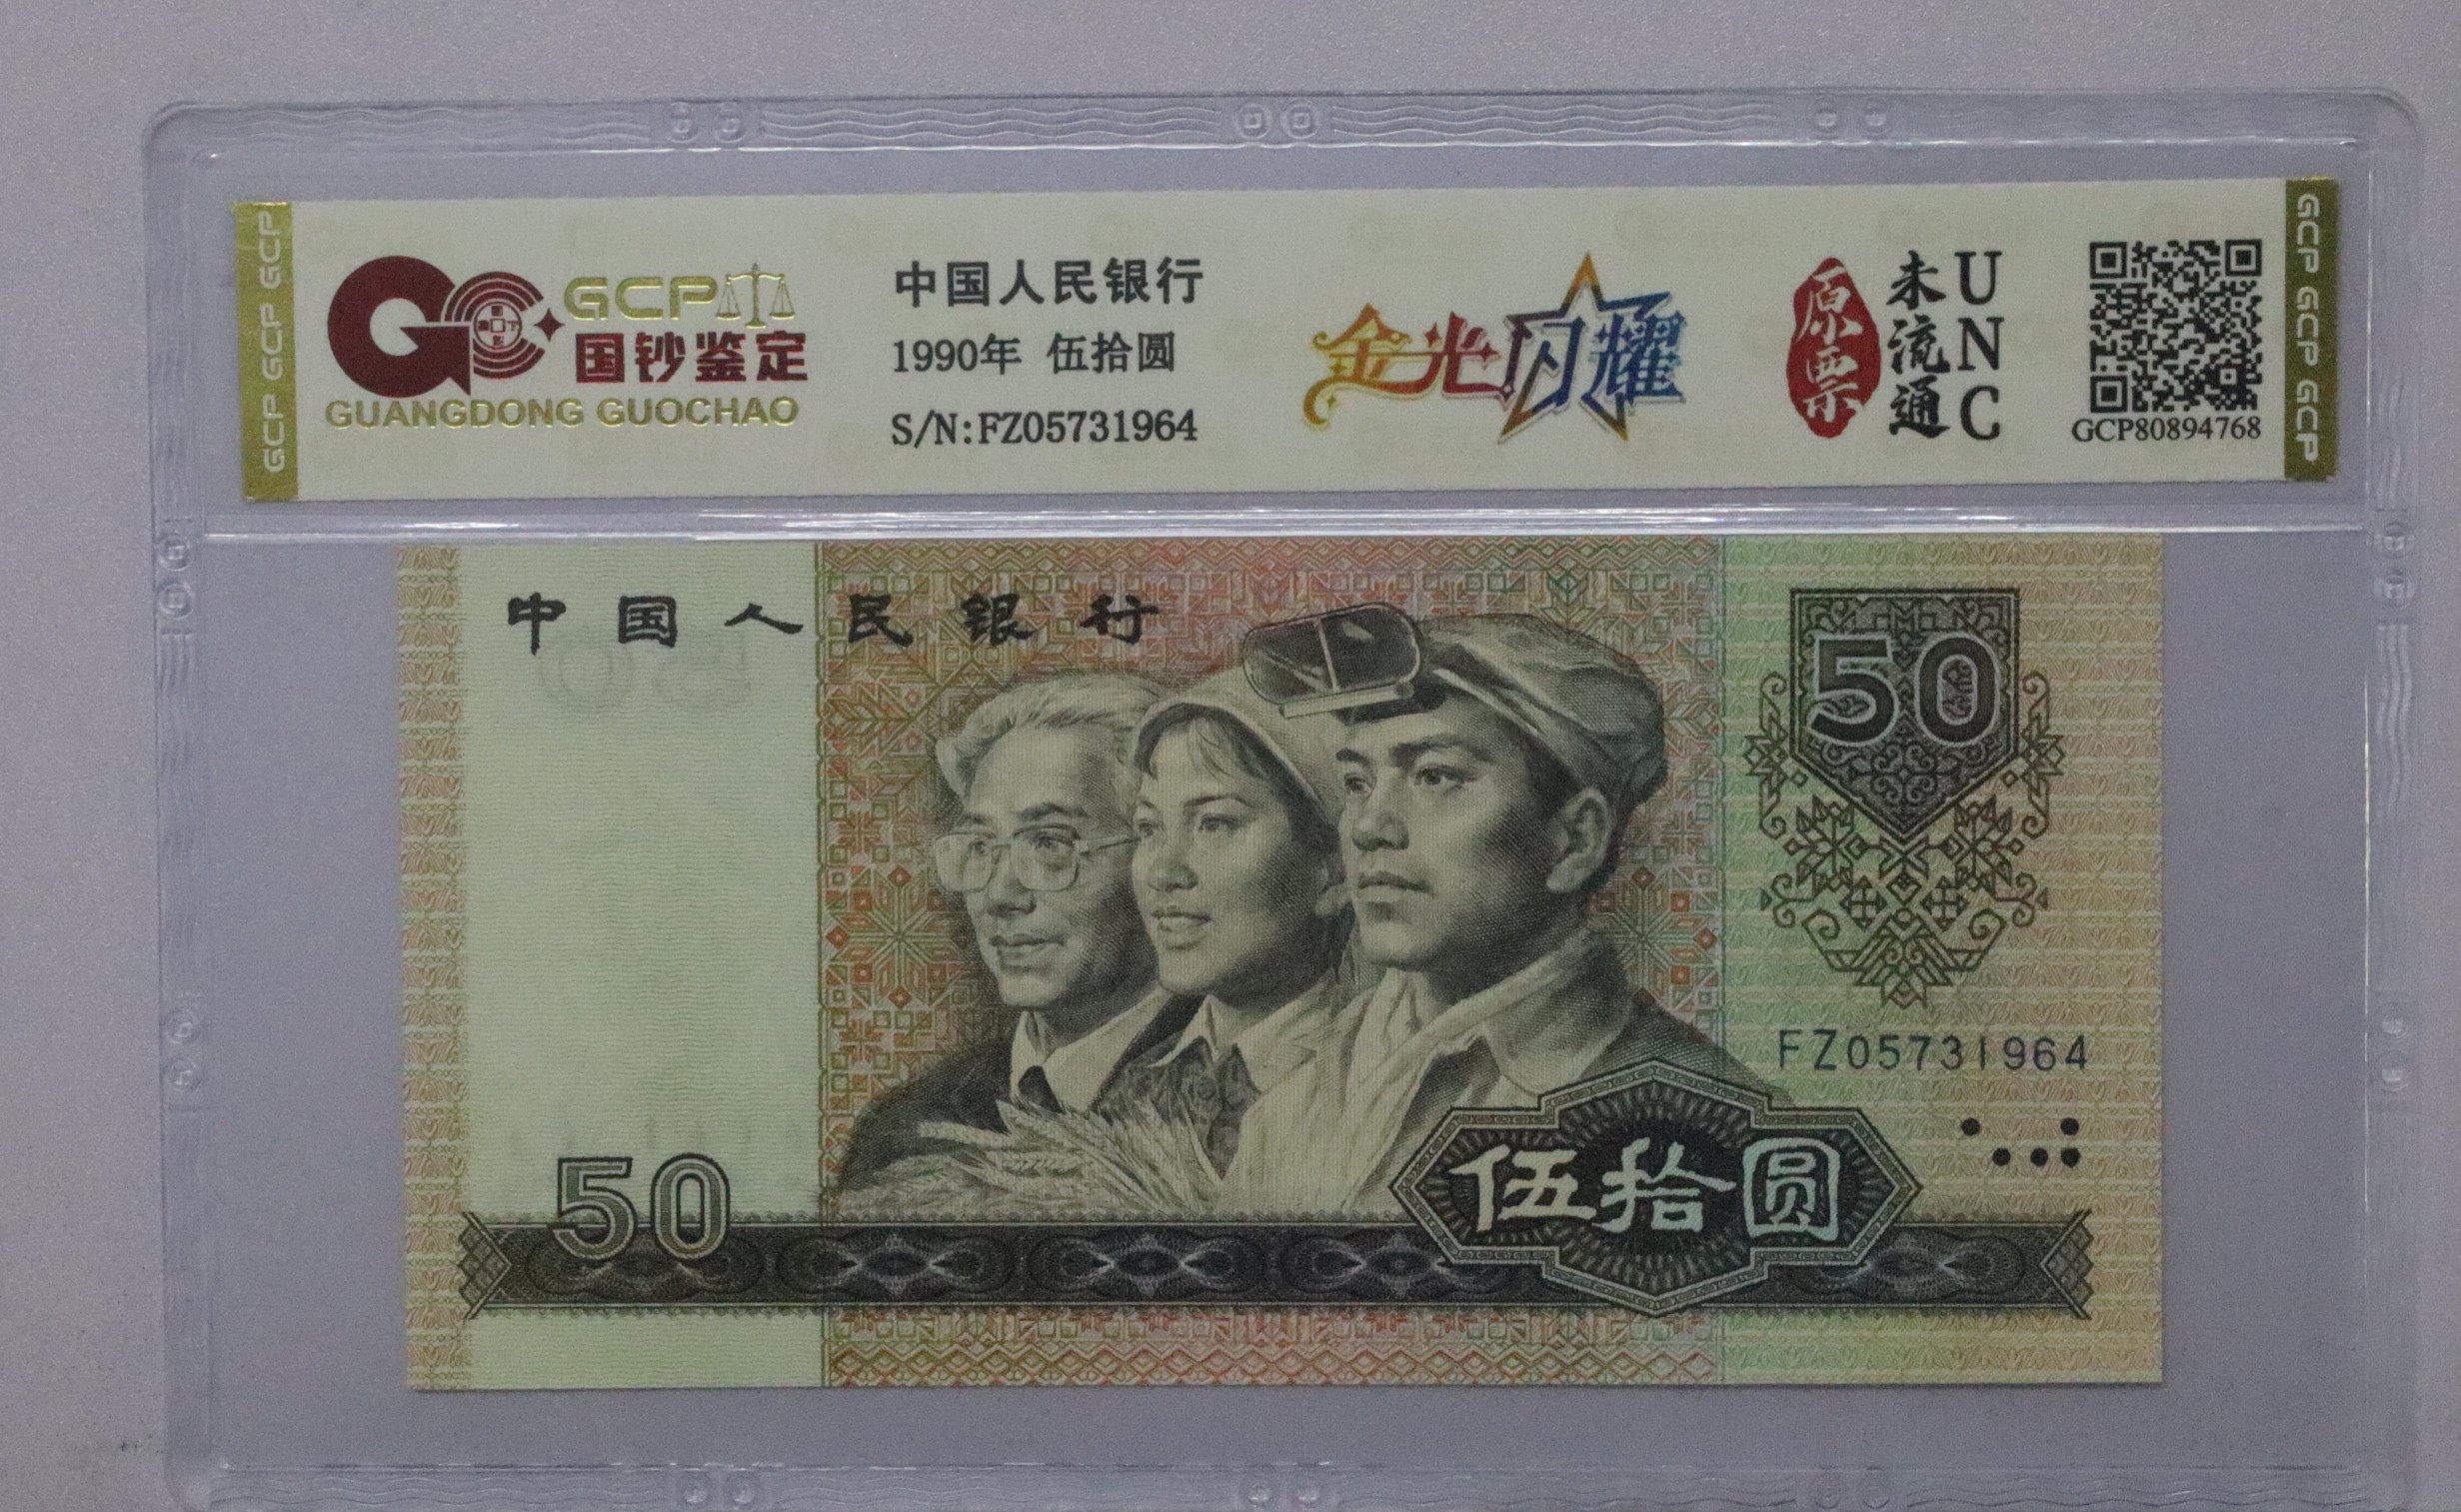 GCP GCP GCP
GCP
国钞鉴定
GUANGDONG GUOCHAO
中国人民银行
1990年 伍拾圆
S/N:FZ05731964
金光闪耀
原票
未流通
UNC
GCP80894768
GCP GCP GCP
中国人民银行
50
FZ05731964
50
伍拾圆